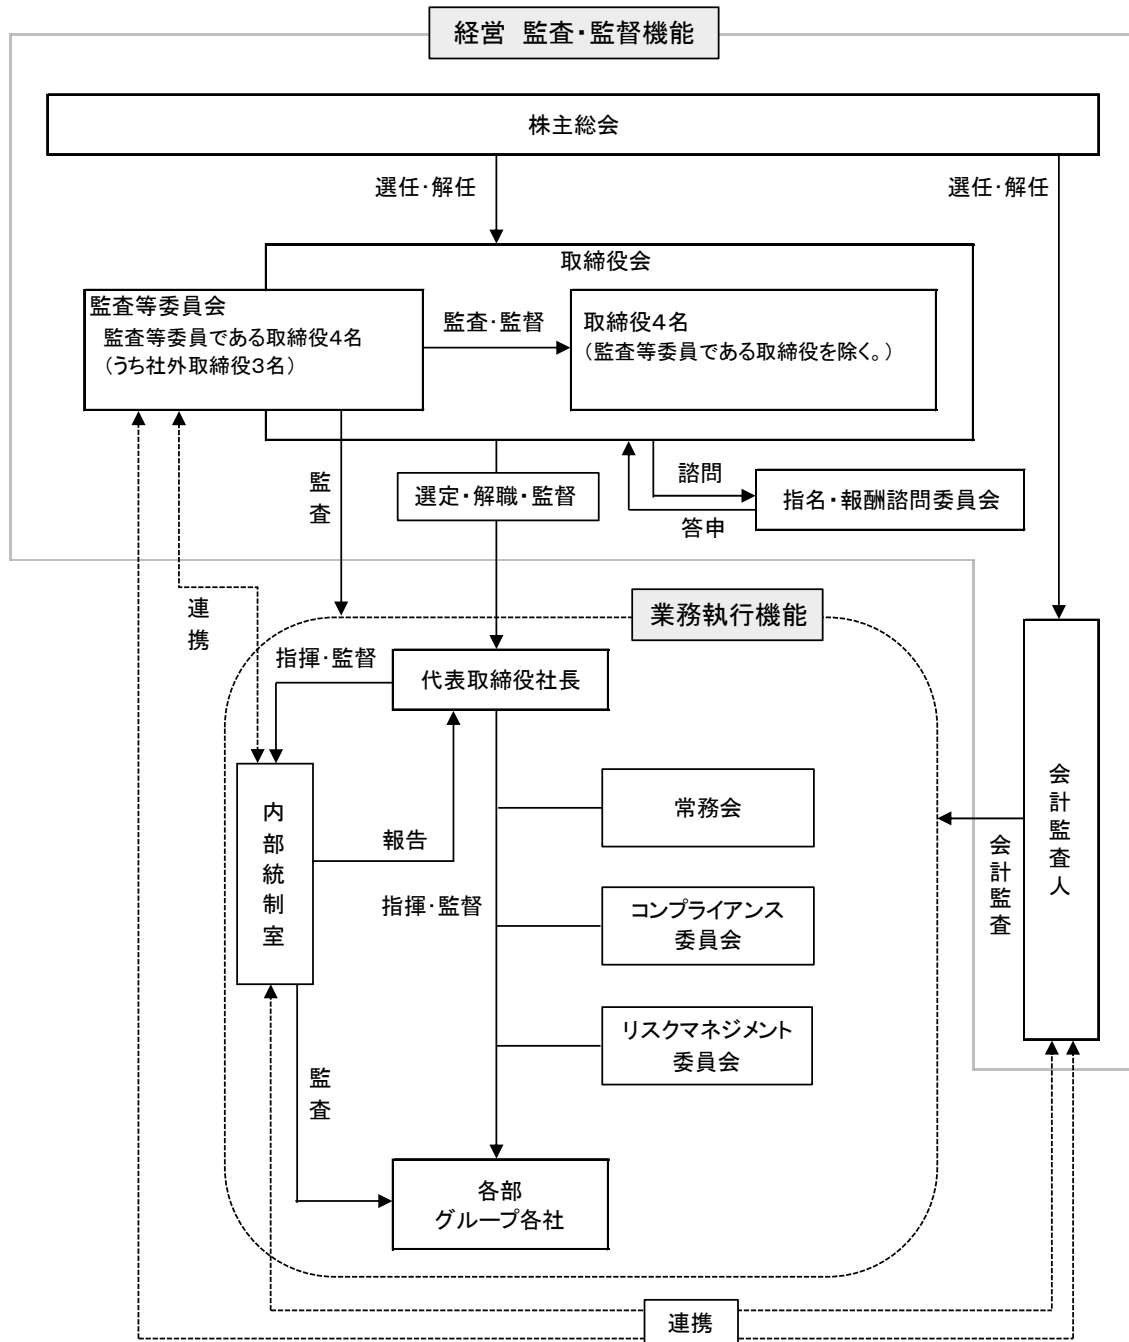 経営　監査・監督機能
株主総会
選任・解任
選任・解任
取締役会
監査等委員会
監査等委員である取締役４名
（うち社外取締役３名）
監査・監督
取締役４名
（監査等委員である取締役を除く。）
監査
選定・解職・監督
諮問
答申
指名・報酬諮問委員会
連携
業務執行機能
指揮・監督
代表取締役社長
内部統制室
報告
指揮・監督
常務会
コンプライアンス
委員会
リスクマネジメント
委員会
会計監査
会計監査人
監査
各部
グループ各社
連携